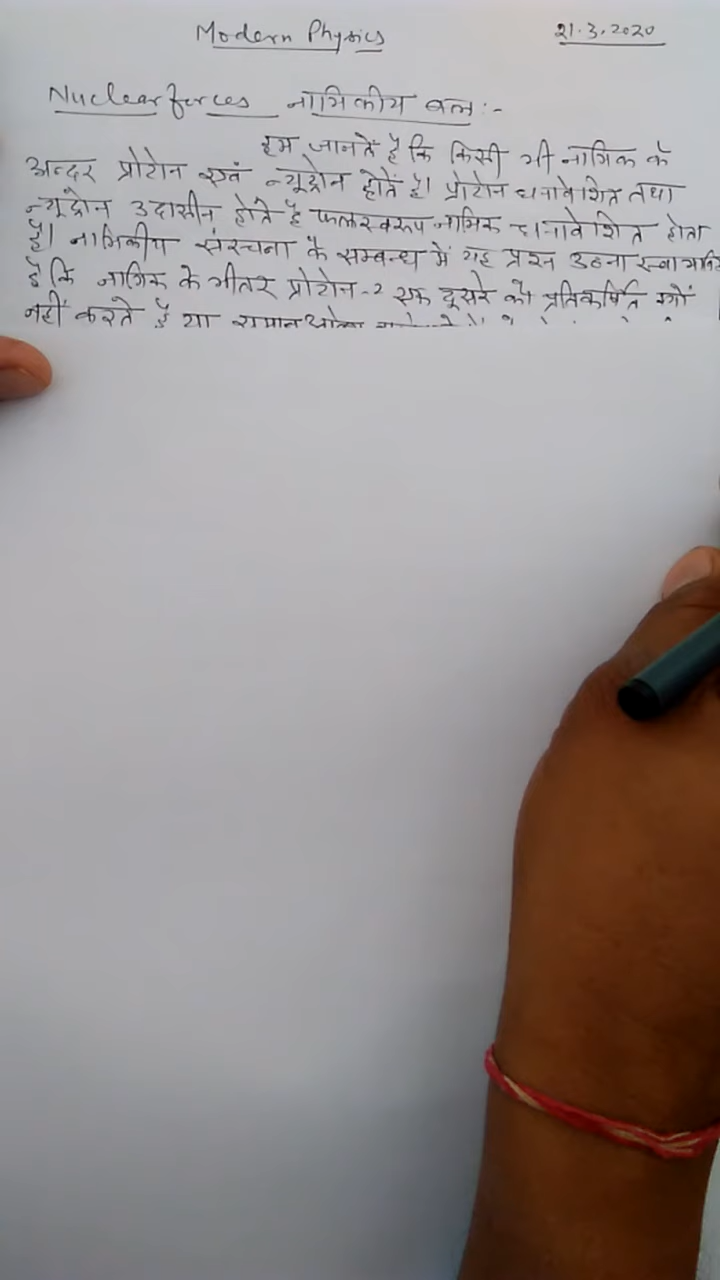 Modern Physics 21.3.2020
Nuclear forces नाभिकीय बल :-
हम जानते हैं कि किसी भी नाभिक के
अन्दर प्रोटोन एवं न्यूट्रोन होते हैं। प्रोटोन धनावेशित तथा
न्यूट्रोन उदासीन होते है फलस्वरूप नाभिक धनावेशित होता
है। नाभिकीय संरचना के सम्बन्ध में यह प्रश्न उठना
है कि नाभिक के भीतर प्रोटोन-2 एक दूसरे को प्रतिकर्षित क्यों
नहीं करते है या समान